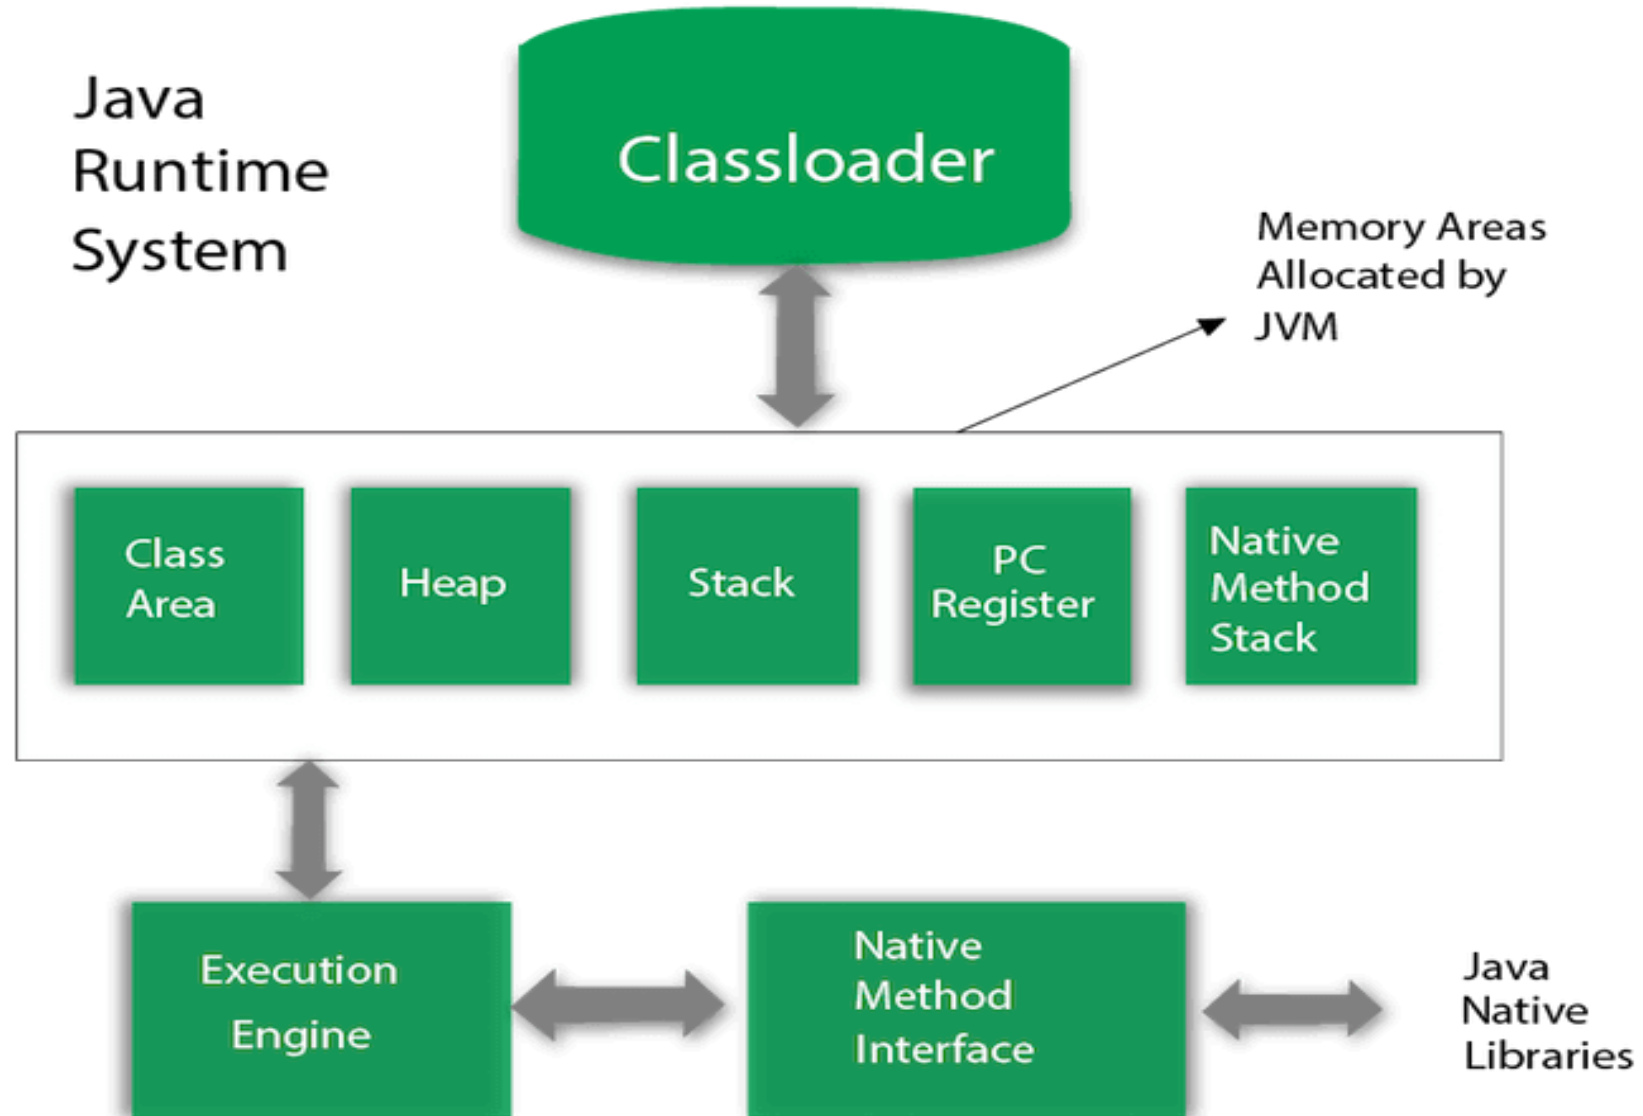 Java
Runtime
System
Classloader
Memory Areas
Allocated by
JVM
Class
Area
Heap
Stack
PC
Register
Native
Method
Stack
Execution
Engine
Native
Method
Interface
Java
Native
Libraries